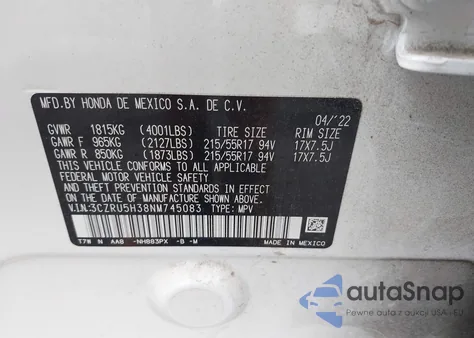 MFD.BY HONDA DE MEXICO S.A. DE C.V.
04/'22
GVWR 1815KG (4001LBS) TIRE SIZE RIM SIZE
GAWR F 965KG (2127LBS) 215/55R17 94V 17X7.5J
GAWR R 850KG (1873LBS) 215/55R17 94V 17X7.5J
THIS VEHICLE CONFORMS TO ALL APPLICABLE
FEDERAL MOTOR VEHICLE SAFETY AND THEFT
PREVENTION STANDARDS IN EFFECT ON THE DATE
OF MANUFACTURE SHOWN ABOVE.
V.I.N:3CZRU5H38NM745083 TYPE: MPV
T7W N AA8 -NH883PX -B -M
MADE IN MEXICO
autoSnap
Pewne auta z aukcji USA i EU